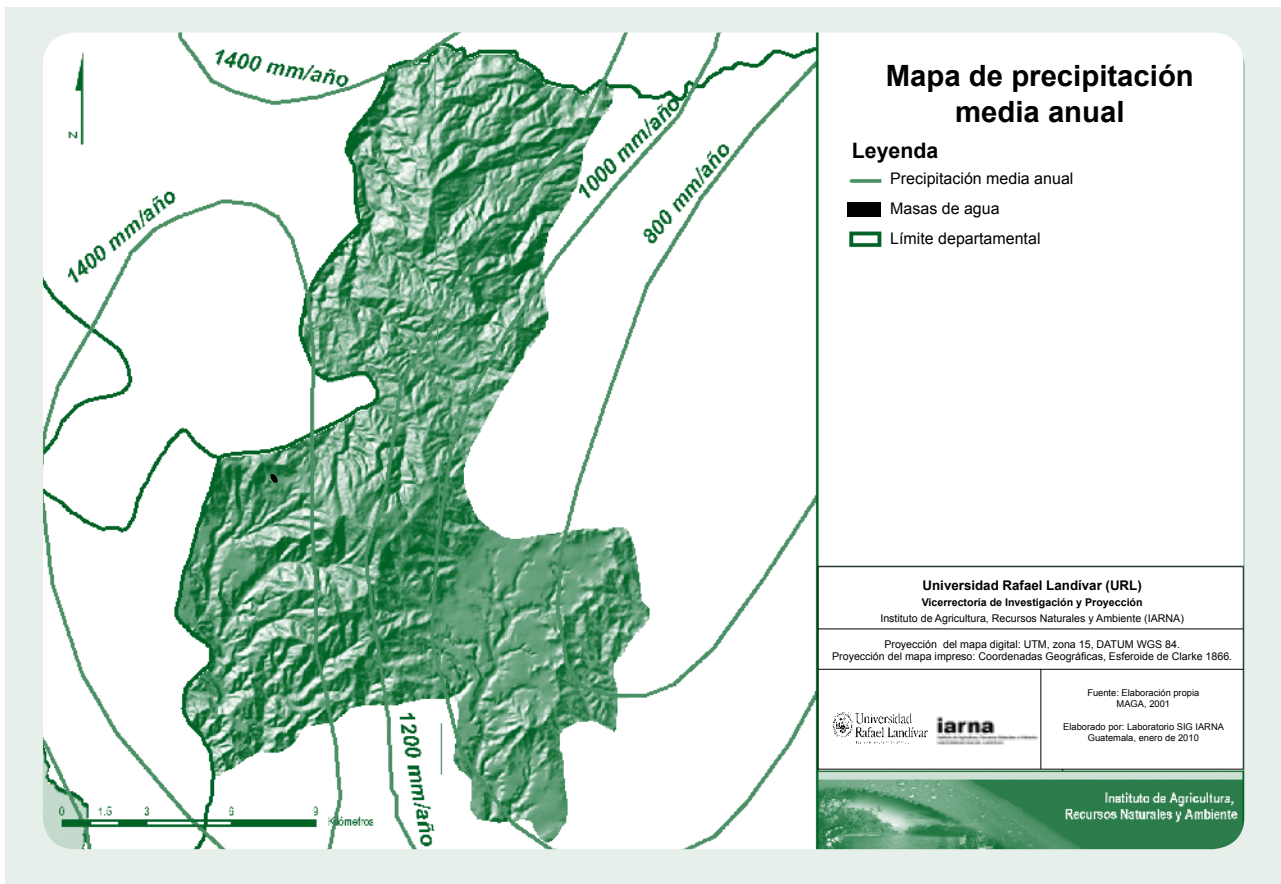 1400 mm/año
1400 mm/año
1000 mm/año
800 mm/año
1200 mm/año
N
0 1.5 3 6 9
Kilómetros
Mapa de precipitación
media anual
Leyenda
Precipitación media anual
Masas de agua
Límite departamental
Universidad Rafael Landívar (URL)
Vicerrectoría de Investigación y Proyección
Instituto de Agricultura, Recursos Naturales y Ambiente (IARNA)
Proyección del mapa digital: UTM, zona 15, DATUM WGS 84.
Proyección del mapa impreso: Coordenadas Geográficas, Esferoide de Clarke 1866.
Universidad
Rafael Landívar
iarna
Fuente: Elaboración propia
MAGA, 2001
Elaborado por: Laboratorio SIG IARNA
Guatemala, enero de 2010
Instituto de Agricultura,
Recursos Naturales y Ambiente